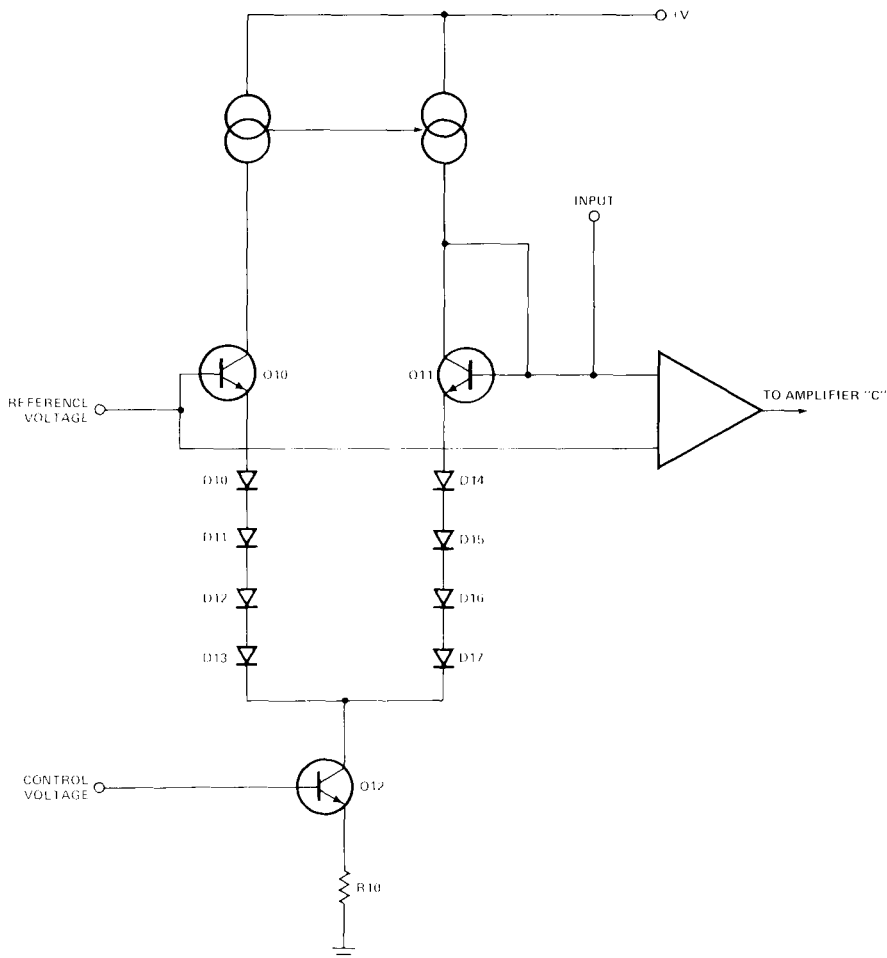 +V
INPUT
Q10
Q11
REFERENCE
VOLTAGE
TO AMPLIFIER "C"
D10
D14
D11
D15
D12
D16
D13
D17
CONTROL
VOLTAGE
Q12
R10